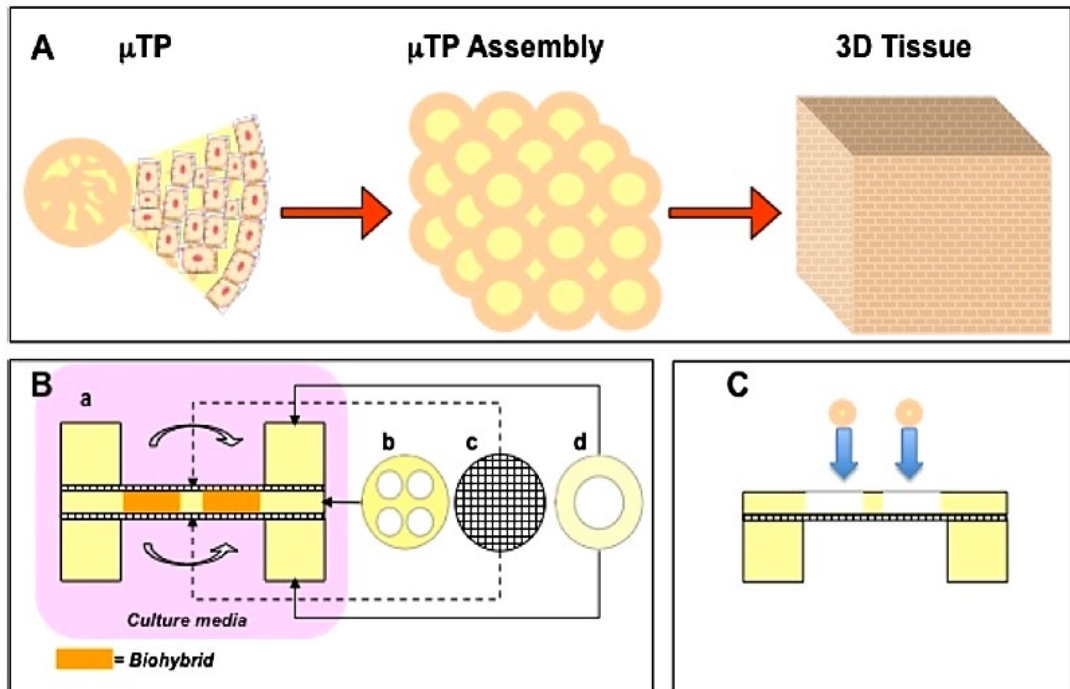 A
μTP
μTP Assembly
3D Tissue
B
a
b
c
d
Culture media
= Biohybrid
C